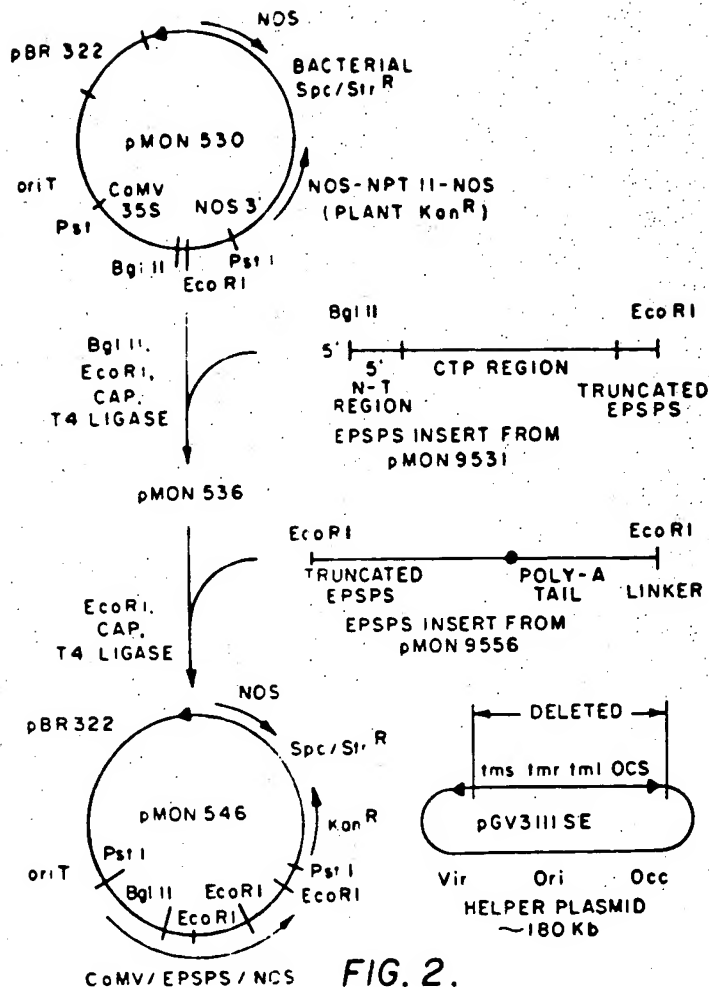 NOS
pBR 322
BACTERIAL
Spc/Str R
pMON 530
oriT
CaMV
35S
NOS 3'
NOS-NPT II-NOS
(PLANT Kan R)
Pst
Pst I
Bgl II
EcoRI
Bgl II,
EcoRI,
CAP,
T4 LIGASE
Bgl II
EcoRI
5'
5'
N-T
REGION
CTP REGION
TRUNCATED
EPSPS
EPSPS INSERT FROM
pMON 9531
pMON 536
EcoRI
EcoRI
TRUNCATED
EPSPS
POLY-A
TAIL
LINKER
EPSPS INSERT FROM
pMON 9556
EcoRI,
CAP,
T4 LIGASE
NOS
pBR322
Spc/Str R
Kan R
pMON 546
oriT
Pst I
Bgl II
EcoRI
EcoRI
Pst I
EcoRI
CaMV/EPSPS/NOS
DELETED
tms tmr tml OCS
pGV3111SE
Vir Ori Occ
HELPER PLASMID
~180 Kb
FIG. 2.